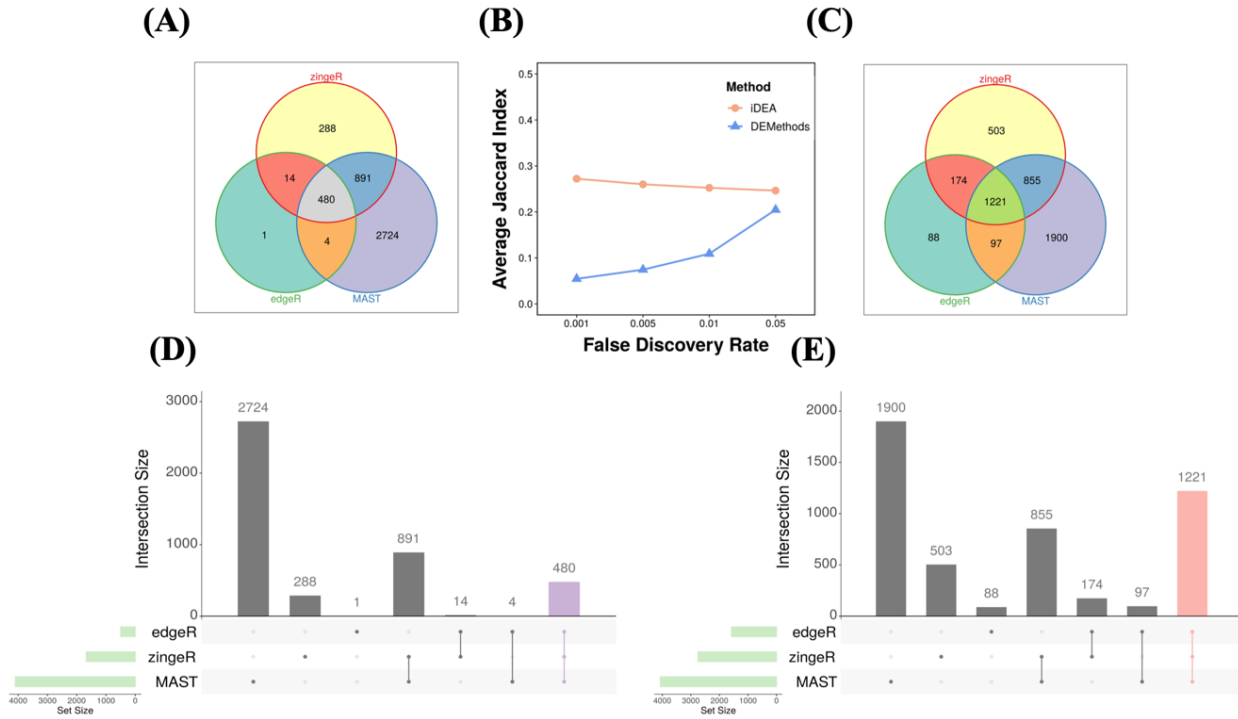 (A)
zingeR
288
14
891
480
1
4
2724
edgeR
MAST
(B)
0.5
0.4
0.3
0.2
0.1
0.0
Average Jaccard Index
Method
iDEA
DEMethods
0.001
0.005
0.01
0.05
False Discovery Rate
(C)
zingeR
503
174
855
1221
88
97
1900
edgeR
MAST
(D)
3000
2000
1000
0
Intersection Size
2724
288
1
891
14
4
480
edgeR
zingeR
MAST
4000 3000 2000 1000 0
Set Size
(E)
2000
1500
1000
500
0
Intersection Size
1900
503
88
855
174
97
1221
edgeR
zingeR
MAST
4000 3000 2000 1000 0
Set Size